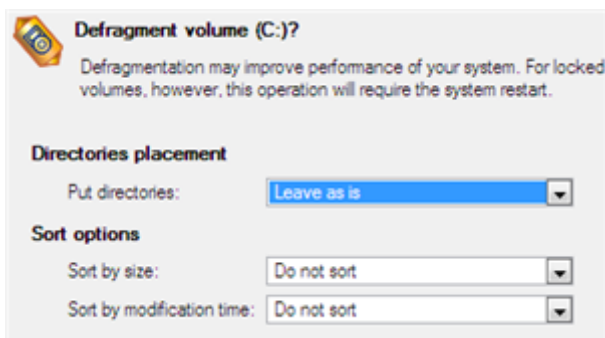 Defragment volume (C:)?
Defragmentation may improve performance of your system. For locked
volumes, however, this operation will require the system restart.
Directories placement
Put directories: Leave as is
Sort options
Sort by size: Do not sort
Sort by modification time: Do not sort